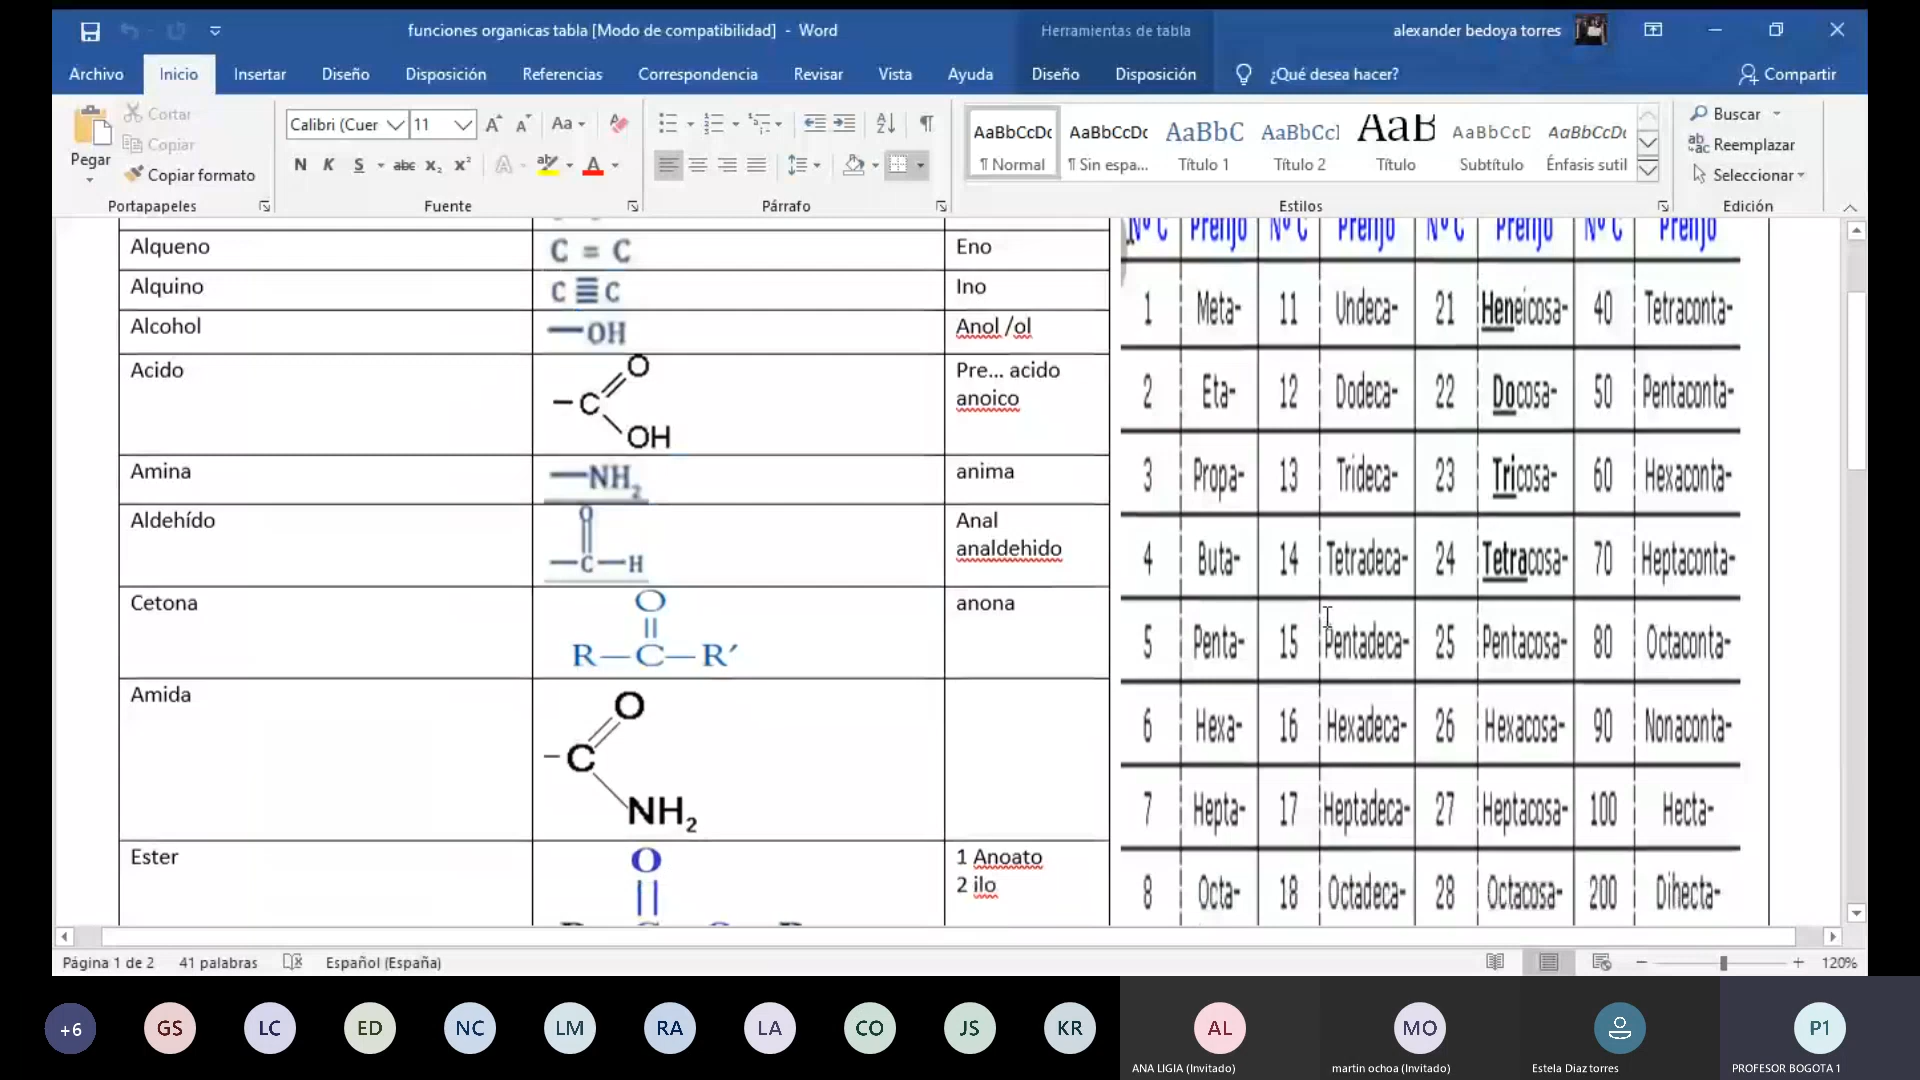 funciones organicas tabla [Modo de compatibilidad] - Word
Herramientas de tabla
alexander bedoya torres
Archivo Inicio Insertar Diseño Disposición Referencias Correspondencia Revisar Vista Ayuda Diseño Disposición ¿Qué desea hacer? Compartir
Pegar
Cortar
Copiar
Copiar formato
Portapapeles
Calibri (Cuer 11
N K S abc x₂ x²
Fuente
Párrafo
AaBbCcDc AaBbCcDc AaBbC AaBbCcl AaB AaBbCcD AaBbCcDc
¶ Normal ¶ Sin espa... Título 1 Título 2 Título Subtítulo Énfasis sutil
Estilos
Buscar
Reemplazar
Seleccionar
Edición
Alqueno C = C Eno
Alquino C ≡ C Ino
Alcohol —OH Anol /ol
Acido
O
– C
OH
Pre... acido
anoico
Amina —NH₂ anima
Aldehído
O
—C—H
Anal
analdehido
Cetona
O
R—C—R′
anona
Amida
O
– C
NH₂
Ester
O
1 Anoato
2 ilo
Nº C Prefijo Nº C Prefijo Nº C Prefijo Nº C Prefijo
1 Meta- 11 Undeca- 21 Heneicosa- 40 Tetraconta-
2 Eta- 12 Dodeca- 22 Docosa- 50 Pentaconta-
3 Propa- 13 Trideca- 23 Tricosa- 60 Hexaconta-
4 Buta- 14 Tetradeca- 24 Tetracosa- 70 Heptaconta-
5 Penta- 15 Pentadeca- 25 Pentacosa- 80 Octaconta-
6 Hexa- 16 Hexadeca- 26 Hexacosa- 90 Nonaconta-
7 Hepta- 17 Heptadeca- 27 Heptacosa- 100 Hecta-
8 Octa- 18 Octadeca- 28 Octacosa- 200 Dihecta-
Página 1 de 2 41 palabras Español (España) 120%
+6 GS LC ED NC LM RA LA CO JS KR AL MO P1
ANA LIGIA (Invitado) martin ochoa (Invitado) Estela Diaz torres PROFESOR BOGOTA 1